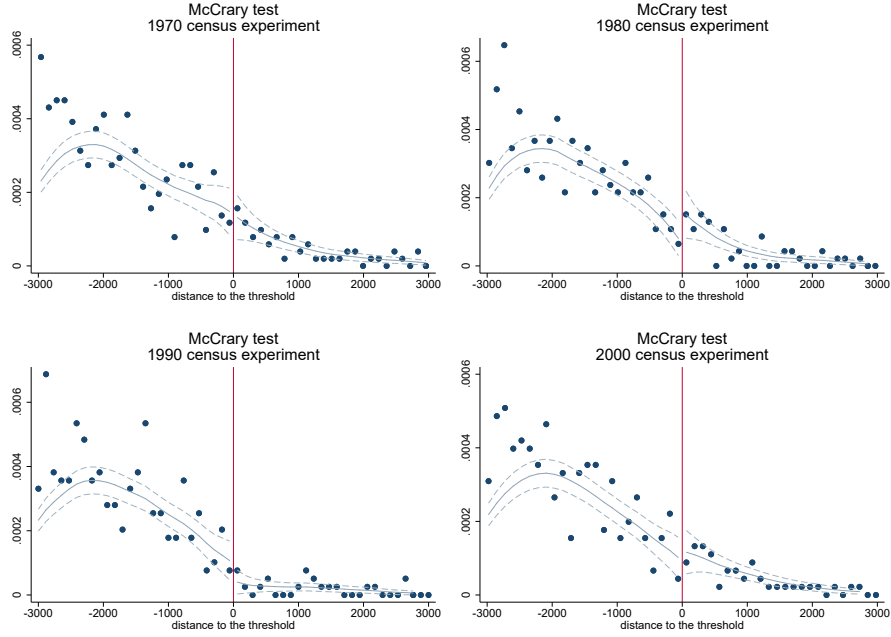 McCrary test
1970 census experiment
.0006
.0004
.0002
0
-3000 -2000 -1000 0 1000 2000 3000
distance to the threshold
McCrary test
1980 census experiment
.0006
.0004
.0002
0
-3000 -2000 -1000 0 1000 2000 3000
distance to the threshold
McCrary test
1990 census experiment
.0006
.0004
.0002
0
-3000 -2000 -1000 0 1000 2000 3000
distance to the threshold
McCrary test
2000 census experiment
.0006
.0004
.0002
0
-3000 -2000 -1000 0 1000 2000 3000
distance to the threshold